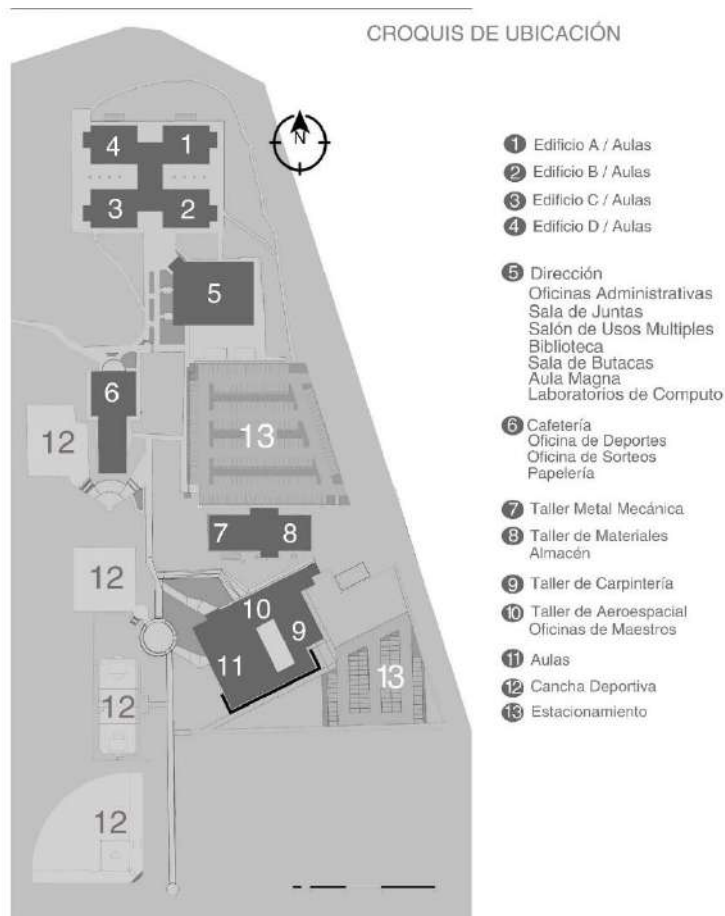 CROQUIS DE UBICACIÓN
N
4 1
3 2
5
6
12
13
7 8
12
10
9
11
13
12
12
1 Edificio A / Aulas
2 Edificio B / Aulas
3 Edificio C / Aulas
4 Edificio D / Aulas
5 Dirección
Oficinas Administrativas
Sala de Juntas
Salón de Usos Multiples
Biblioteca
Sala de Butacas
Aula Magna
Laboratorios de Computo
6 Cafetería
Oficina de Deportes
Oficina de Sorteos
Papelería
7 Taller Metal Mecánica
8 Taller de Materiales
Almacén
9 Taller de Carpintería
10 Taller de Aeroespacial
Oficinas de Maestros
11 Aulas
12 Cancha Deportiva
13 Estacionamiento